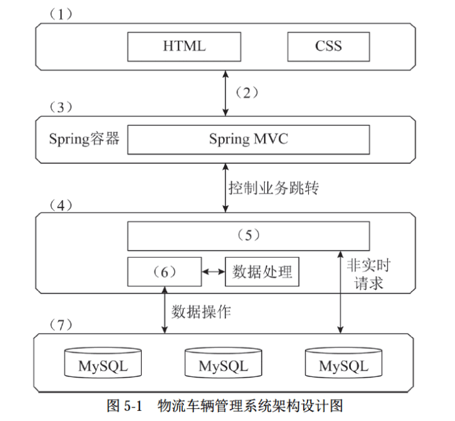 （1）
HTML CSS
（2）
（3）
Spring容器 Spring MVC
控制业务跳转
（4）
（5）
（6） 数据处理 非实时
请求
数据操作
（7）
MySQL MySQL MySQL
图 5-1 物流车辆管理系统架构设计图